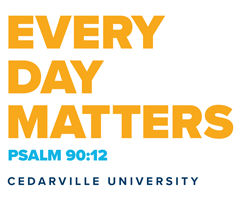 EVERY
DAY
MATTERS
PSALM 90:12
CEDARVILLE UNIVERSITY